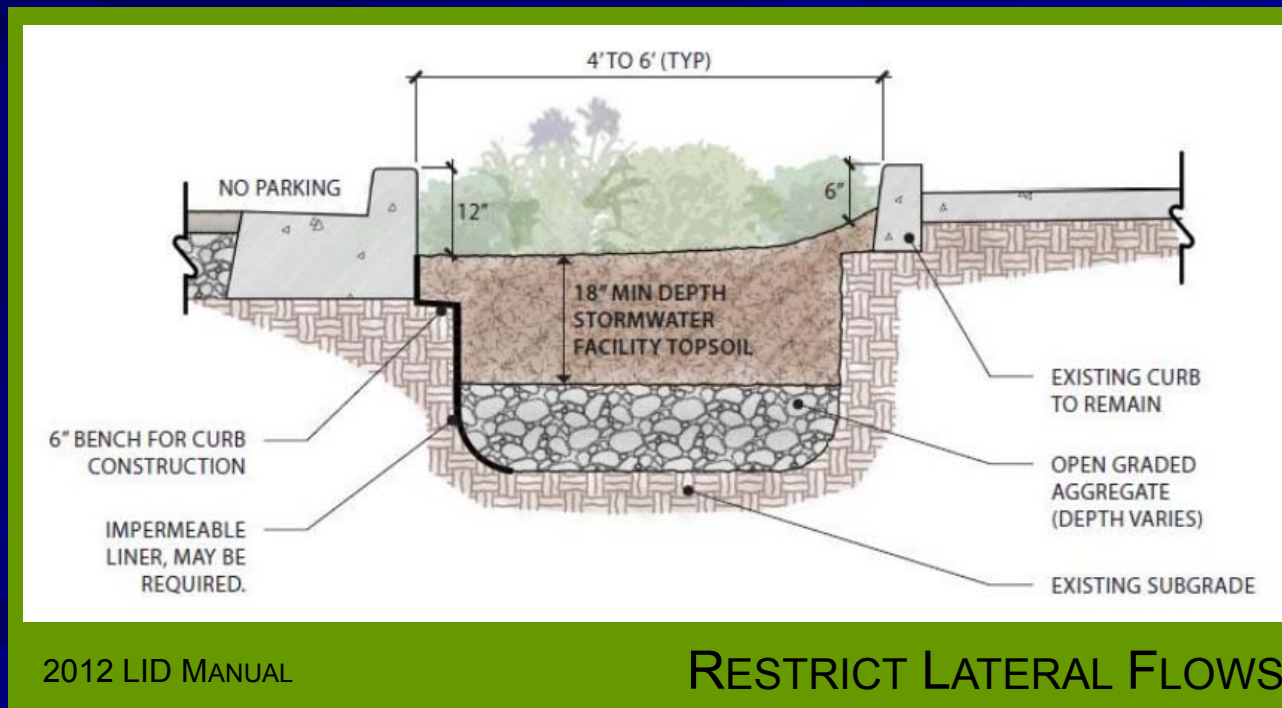 4' TO 6' (TYP)
NO PARKING
12"
6"
18" MIN DEPTH
STORMWATER
FACILITY TOPSOIL
6" BENCH FOR CURB
CONSTRUCTION
IMPERMEABLE
LINER, MAY BE
REQUIRED.
EXISTING CURB
TO REMAIN
OPEN GRADED
AGGREGATE
(DEPTH VARIES)
EXISTING SUBGRADE
2012 LID MANUAL
RESTRICT LATERAL FLOWS